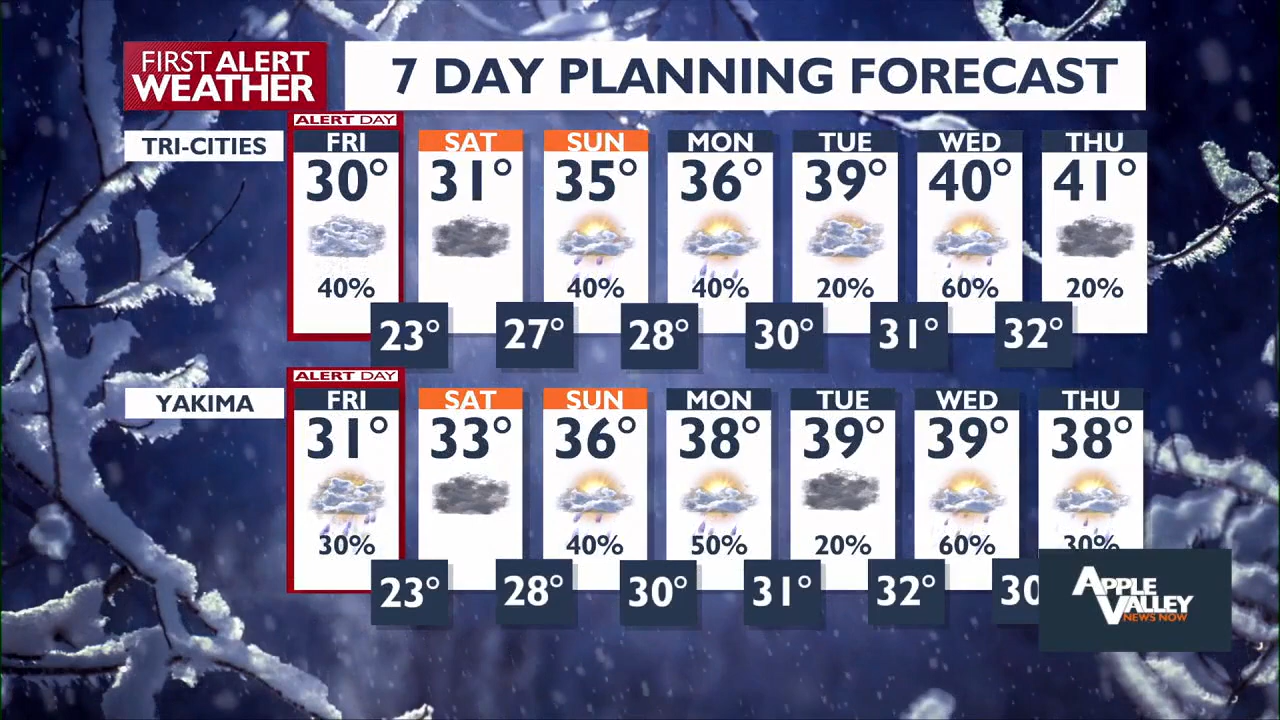 FIRST ALERT
WEATHER
7 DAY PLANNING FORECAST
TRI-CITIES
ALERT DAY
FRI SAT SUN MON TUE WED THU
30° 31° 35° 36° 39° 40° 41°
40% 40% 40% 20% 60% 20%
23° 27° 28° 30° 31° 32°
YAKIMA
ALERT DAY
FRI SAT SUN MON TUE WED THU
31° 33° 36° 38° 39° 39° 38°
30% 40% 50% 20% 60% 30%
23° 28° 30° 31° 32° 30
APPLE
VALLEY
NEWS NOW